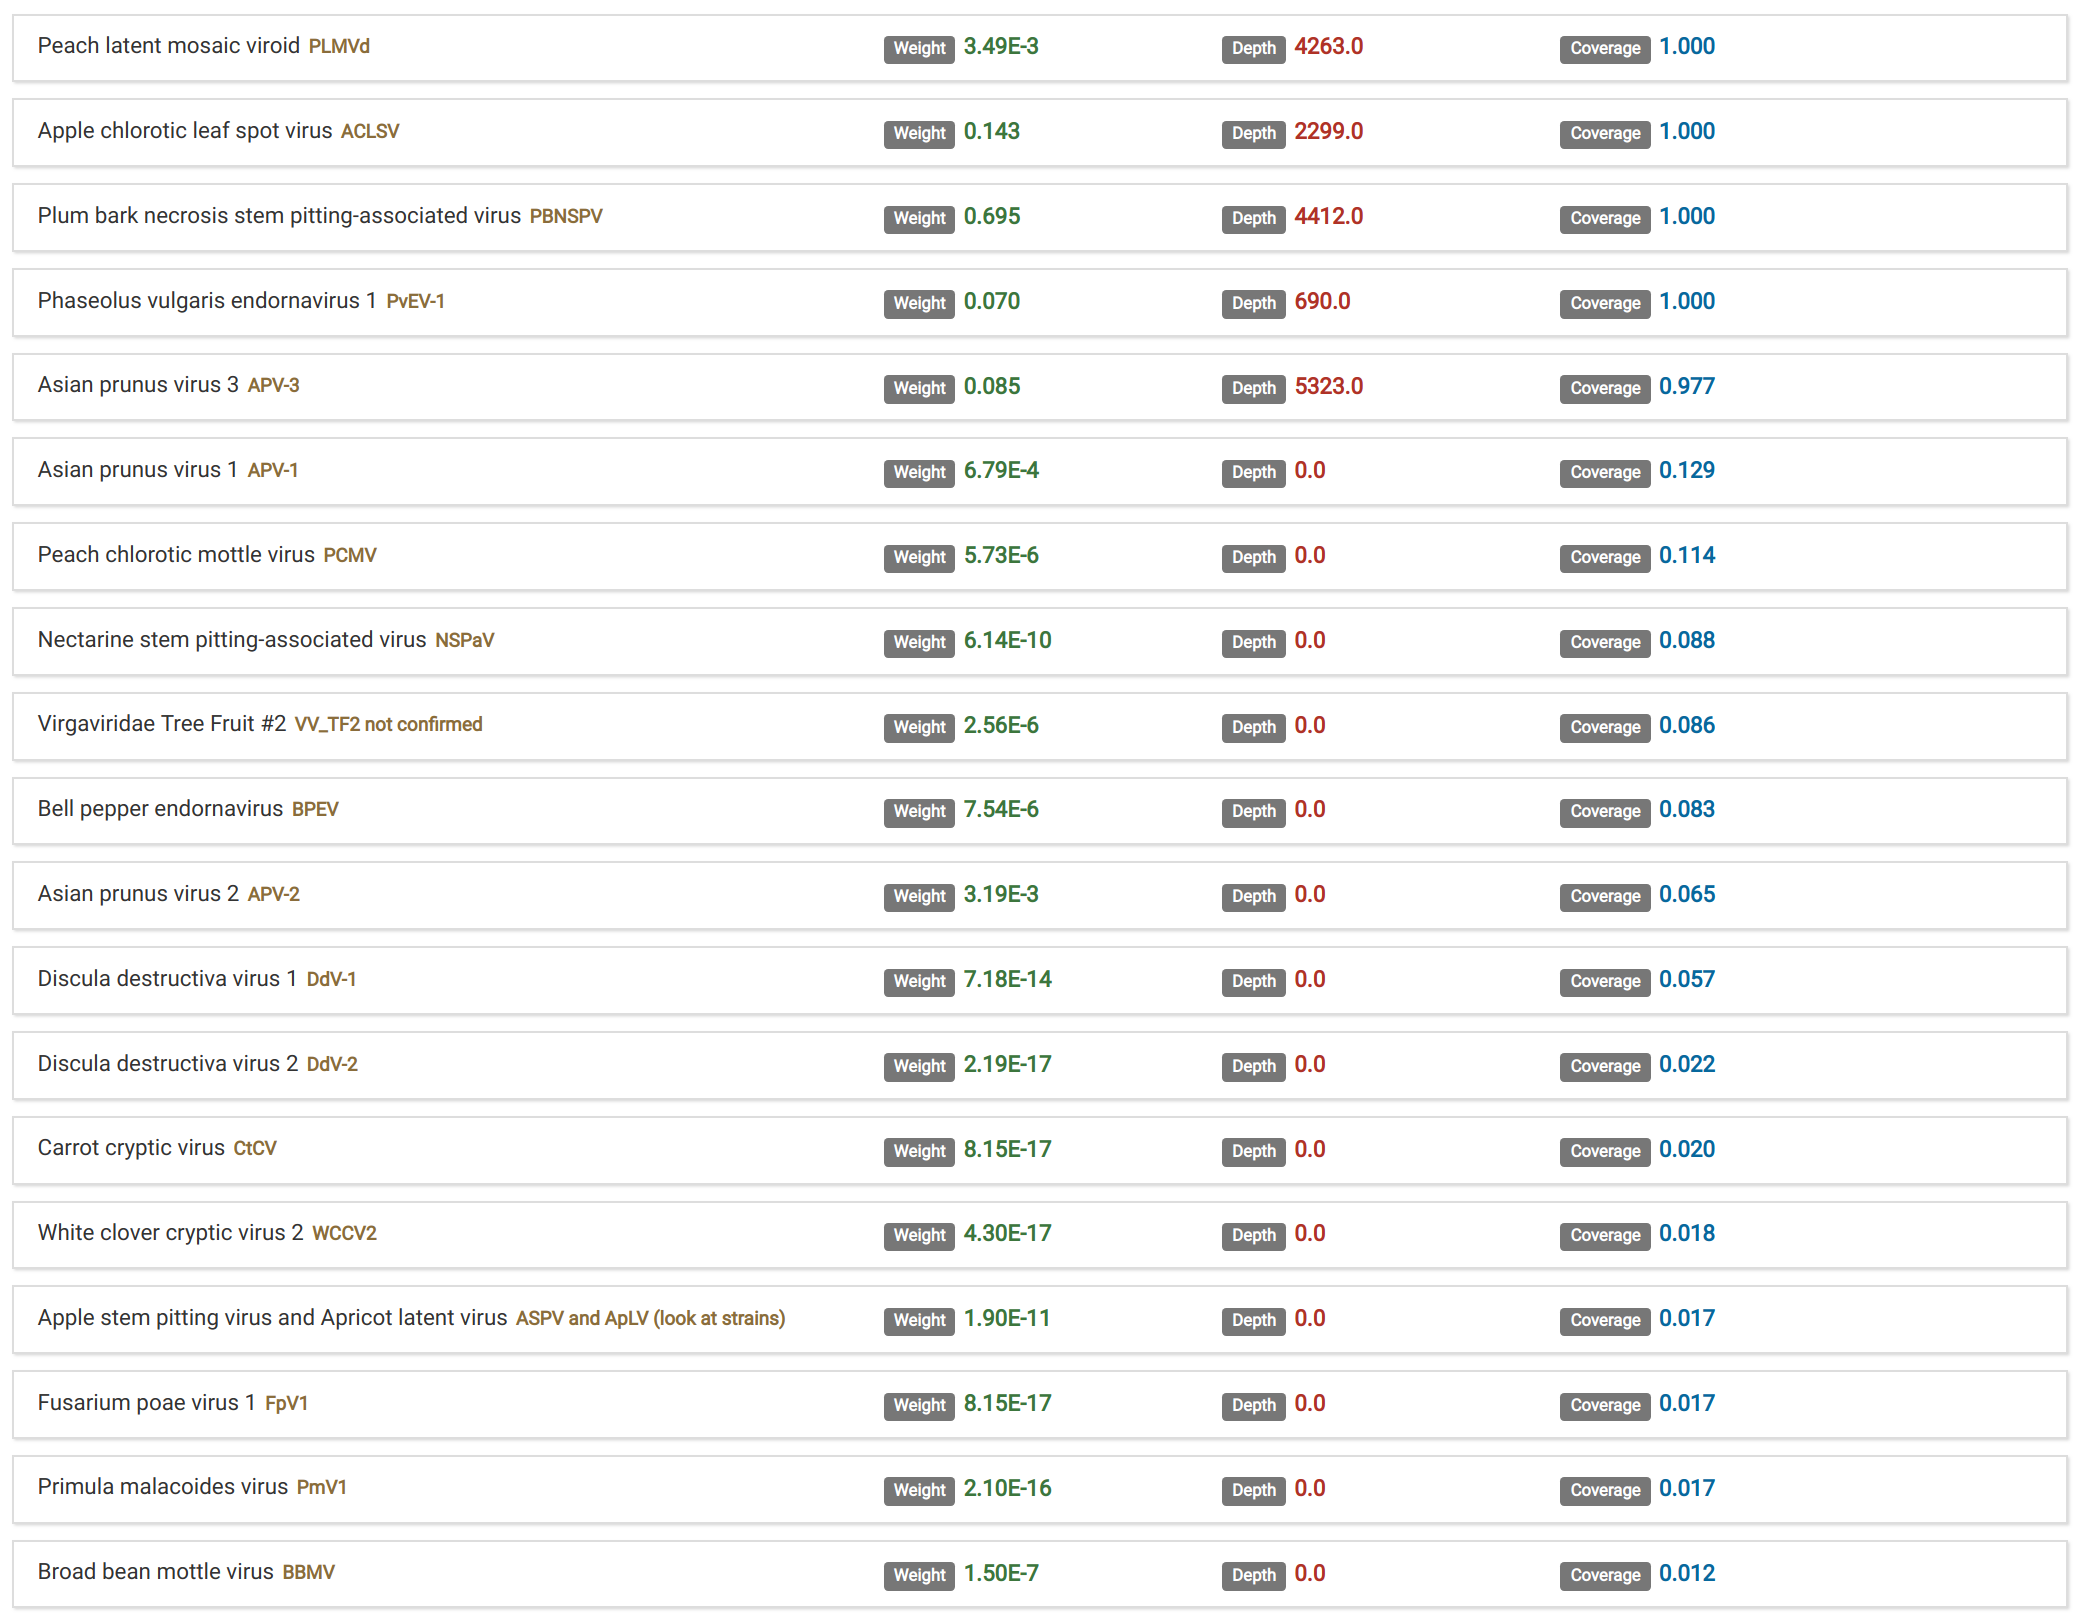 Peach latent mosaic viroid PLMVd Weight 3.49E-3 Depth 4263.0 Coverage 1.000
Apple chlorotic leaf spot virus ACLSV Weight 0.143 Depth 2299.0 Coverage 1.000
Plum bark necrosis stem pitting-associated virus PBNSPV Weight 0.695 Depth 4412.0 Coverage 1.000
Phaseolus vulgaris endornavirus 1 PvEV-1 Weight 0.070 Depth 690.0 Coverage 1.000
Asian prunus virus 3 APV-3 Weight 0.085 Depth 5323.0 Coverage 0.977
Asian prunus virus 1 APV-1 Weight 6.79E-4 Depth 0.0 Coverage 0.129
Peach chlorotic mottle virus PCMV Weight 5.73E-6 Depth 0.0 Coverage 0.114
Nectarine stem pitting-associated virus NSPaV Weight 6.14E-10 Depth 0.0 Coverage 0.088
Virgaviridae Tree Fruit #2 VV_TF2 not confirmed Weight 2.56E-6 Depth 0.0 Coverage 0.086
Bell pepper endornavirus BPEV Weight 7.54E-6 Depth 0.0 Coverage 0.083
Asian prunus virus 2 APV-2 Weight 3.19E-3 Depth 0.0 Coverage 0.065
Discula destructiva virus 1 DdV-1 Weight 7.18E-14 Depth 0.0 Coverage 0.057
Discula destructiva virus 2 DdV-2 Weight 2.19E-17 Depth 0.0 Coverage 0.022
Carrot cryptic virus CtCV Weight 8.15E-17 Depth 0.0 Coverage 0.020
White clover cryptic virus 2 WCCV2 Weight 4.30E-17 Depth 0.0 Coverage 0.018
Apple stem pitting virus and Apricot latent virus ASPV and ApLV (look at strains) Weight 1.90E-11 Depth 0.0 Coverage 0.017
Fusarium poae virus 1 FpV1 Weight 8.15E-17 Depth 0.0 Coverage 0.017
Primula malacoides virus PmV1 Weight 2.10E-16 Depth 0.0 Coverage 0.017
Broad bean mottle virus BBMV Weight 1.50E-7 Depth 0.0 Coverage 0.012